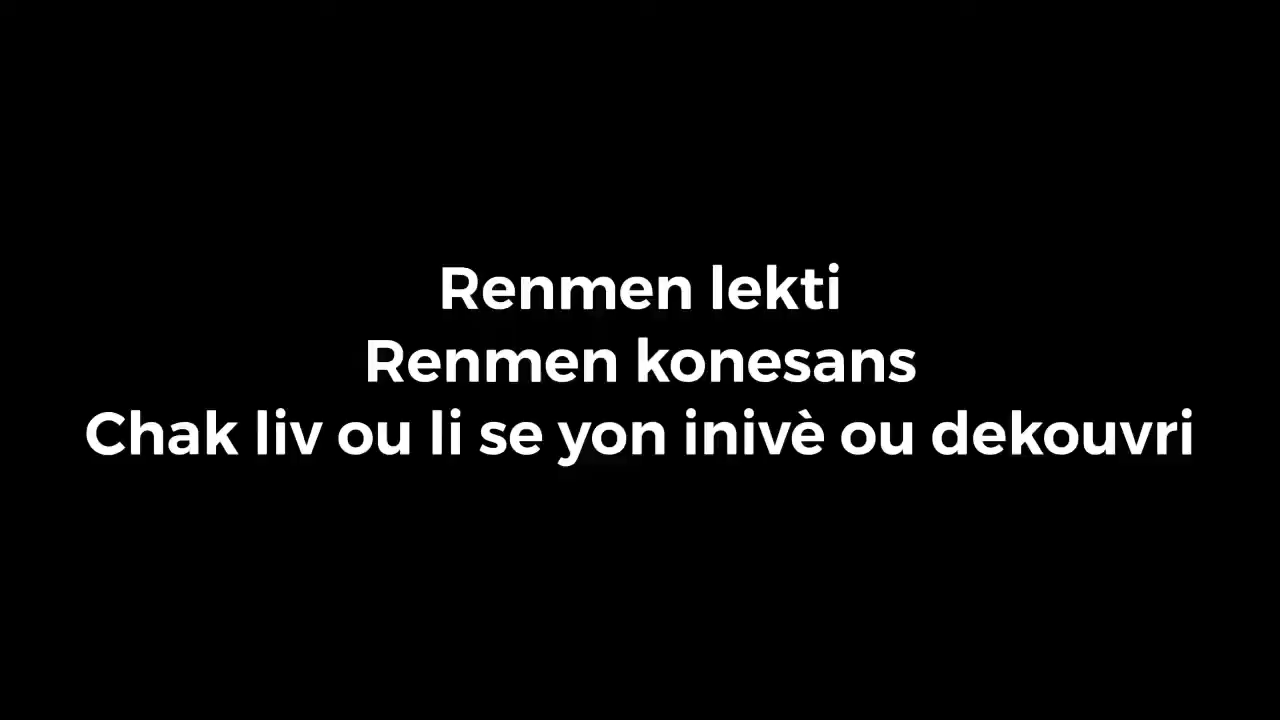 Renmen lekti
Renmen konesans
Chak liv ou li se yon inivè ou dekouvri